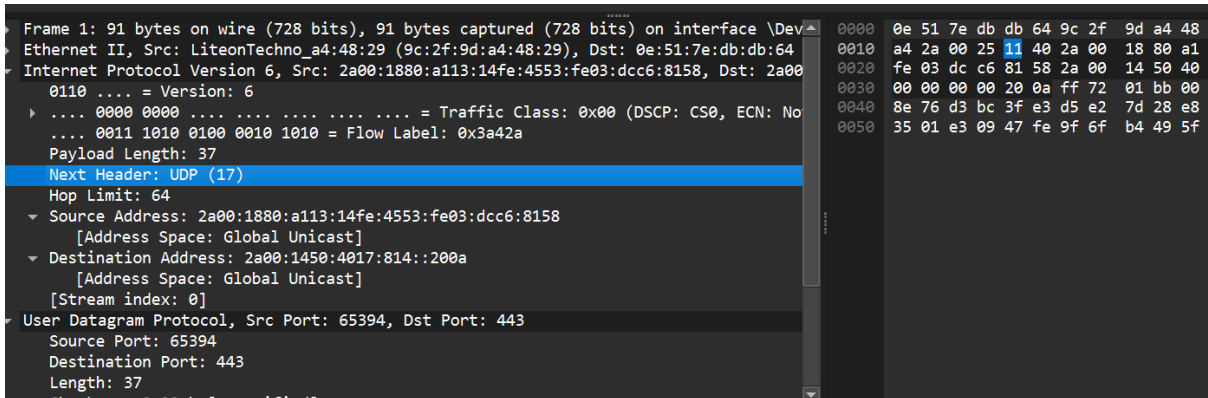 Frame 1: 91 bytes on wire (728 bits), 91 bytes captured (728 bits) on interface \Dev
Ethernet II, Src: LiteonTechno_a4:48:29 (9c:2f:9d:a4:48:29), Dst: 0e:51:7e:db:db:64
Internet Protocol Version 6, Src: 2a00:1880:a113:14fe:4553:fe03:dcc6:8158, Dst: 2a00
0110 .... = Version: 6
.... 0000 0000 .... .... .... .... .... = Traffic Class: 0x00 (DSCP: CS0, ECN: No
.... 0011 1010 0100 0010 1010 = Flow Label: 0x3a42a
Payload Length: 37
Next Header: UDP (17)
Hop Limit: 64
Source Address: 2a00:1880:a113:14fe:4553:fe03:dcc6:8158
[Address Space: Global Unicast]
Destination Address: 2a00:1450:4017:814::200a
[Address Space: Global Unicast]
[Stream index: 0]
User Datagram Protocol, Src Port: 65394, Dst Port: 443
Source Port: 65394
Destination Port: 443
Length: 37
0000 0e 51 7e db db 64 9c 2f 9d a4 48
0010 a4 2a 00 25 11 40 2a 00 18 80 a1
0020 fe 03 dc c6 81 58 2a 00 14 50 40
0030 00 00 00 00 20 0a ff 72 01 bb 00
0040 8e 76 d3 bc 3f e3 d5 e2 7d 28 e8
0050 35 01 e3 09 47 fe 9f 6f b4 49 5f